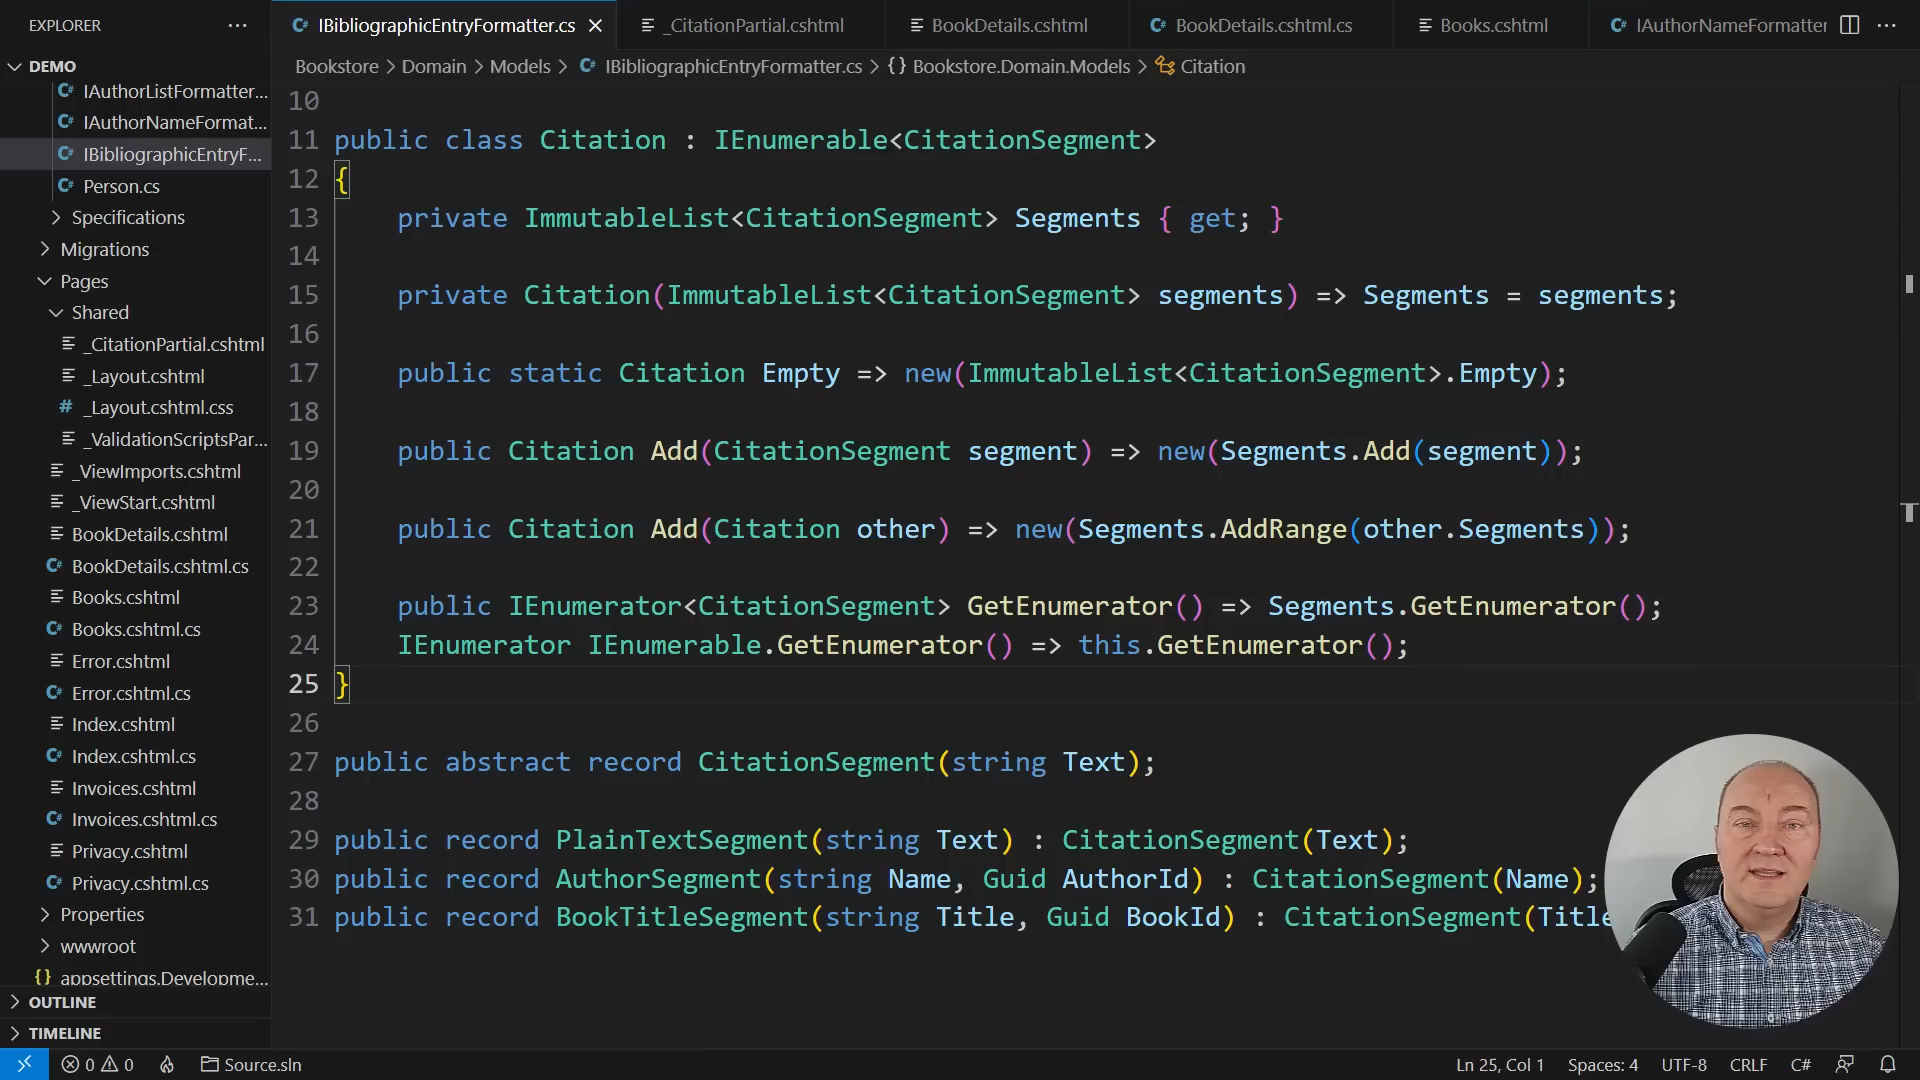 EXPLORER
DEMO
IAuthorListFormatter...
IAuthorNameFormat...
IBibliographicEntryF...
Person.cs
Specifications
Migrations
Pages
Shared
_CitationPartial.cshtml
_Layout.cshtml
# _Layout.cshtml.css
_ValidationScriptsPar...
_ViewImports.cshtml
_ViewStart.cshtml
BookDetails.cshtml
C# BookDetails.cshtml.cs
Books.cshtml
C# Books.cshtml.cs
Error.cshtml
C# Error.cshtml.cs
Index.cshtml
C# Index.cshtml.cs
Invoices.cshtml
C# Invoices.cshtml.cs
Privacy.cshtml
C# Privacy.cshtml.cs
Properties
wwwroot
{} appsettings.Developme...
OUTLINE
TIMELINE
C# IBibliographicEntryFormatter.cs
_CitationPartial.cshtml
BookDetails.cshtml
C# BookDetails.cshtml.cs
Books.cshtml
C# IAuthorNameFormatter
Bookstore > Domain > Models > C# IBibliographicEntryFormatter.cs > {} Bookstore.Domain.Models > Citation
10
11 public class Citation : IEnumerable<CitationSegment>
12 {
13 private ImmutableList<CitationSegment> Segments { get; }
14
15 private Citation(ImmutableList<CitationSegment> segments) => Segments = segments;
16
17 public static Citation Empty => new(ImmutableList<CitationSegment>.Empty);
18
19 public Citation Add(CitationSegment segment) => new(Segments.Add(segment));
20
21 public Citation Add(Citation other) => new(Segments.AddRange(other.Segments));
22
23 public IEnumerator<CitationSegment> GetEnumerator() => Segments.GetEnumerator();
24 IEnumerator IEnumerable.GetEnumerator() => this.GetEnumerator();
25 }
26
27 public abstract record CitationSegment(string Text);
28
29 public record PlainTextSegment(string Text) : CitationSegment(Text);
30 public record AuthorSegment(string Name, Guid AuthorId) : CitationSegment(Name);
31 public record BookTitleSegment(string Title, Guid BookId) : CitationSegment(Title
0 0 Source.sln
Ln 25, Col 1 Spaces: 4 UTF-8 CRLF C#